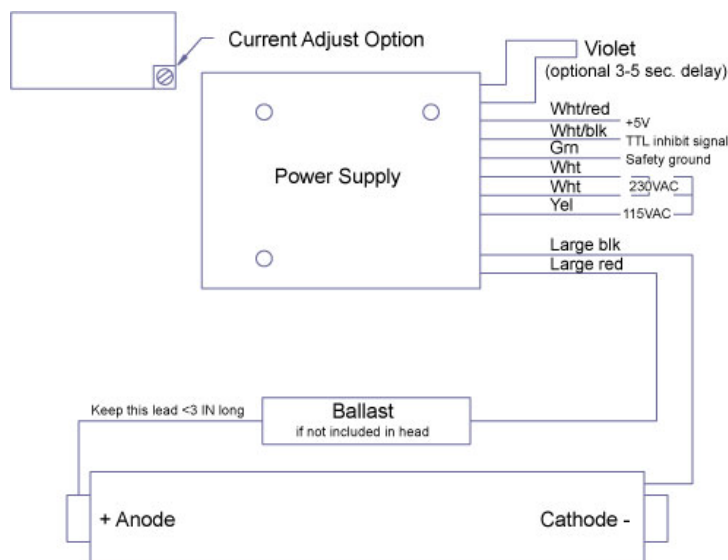 Current Adjust Option
Violet
(optional 3-5 sec. delay)
Wht/red
+5V
Wht/blk
TTL inhibit signal
Grn
Safety ground
Power Supply
Wht
230VAC
Wht
Yel
115VAC
Large blk
Large red
Keep this lead <3 IN long
Ballast
if not included in head
+ Anode
Cathode -